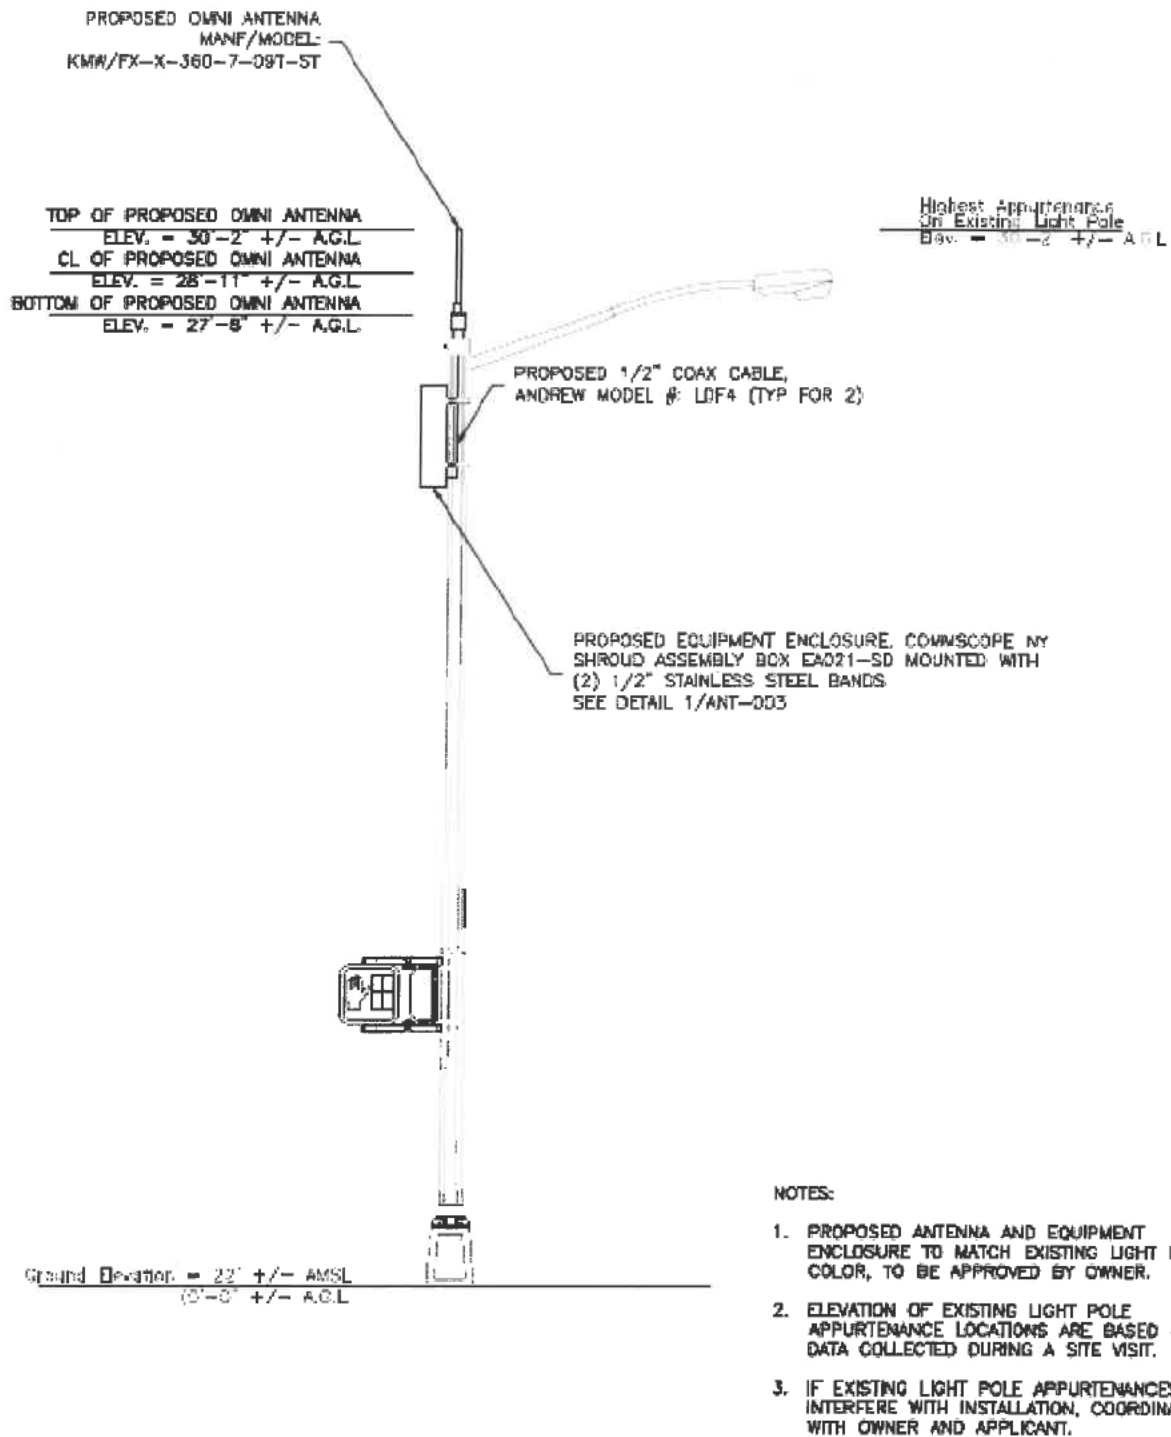 PROPOSED OMNI ANTENNA
MANF/MODEL:
KMW/FX-X-360-7-09T-ST
TOP OF PROPOSED OMNI ANTENNA
ELEV. = 30'-2" +/- A.G.L.
CL OF PROPOSED OMNI ANTENNA
ELEV. = 28'-11" +/- A.G.L.
BOTTOM OF PROPOSED OMNI ANTENNA
ELEV. = 27'-8" +/- A.G.L.
Highest Appurtenance
On Existing Light Pole
Elev. = 30'-2" +/- A.G.L
PROPOSED 1/2" COAX CABLE,
ANDREW MODEL #: LDF4 (TYP FOR 2)
PROPOSED EQUIPMENT ENCLOSURE, COMMSCOPE NY
SHROUD ASSEMBLY BOX EA021-SD MOUNTED WITH
(2) 1/2" STAINLESS STEEL BANDS
SEE DETAIL 1/ANT-003
Ground Elevation = 22' +/- AMSL
(0'-0" +/- A.G.L
NOTES:
1. PROPOSED ANTENNA AND EQUIPMENT
ENCLOSURE TO MATCH EXISTING LIGHT
COLOR, TO BE APPROVED BY OWNER.
2. ELEVATION OF EXISTING LIGHT POLE
APPURTENANCE LOCATIONS ARE BASED
DATA COLLECTED DURING A SITE VISIT.
3. IF EXISTING LIGHT POLE APPURTENANCES
INTERFERE WITH INSTALLATION, COORDINA
WITH OWNER AND APPLICANT.